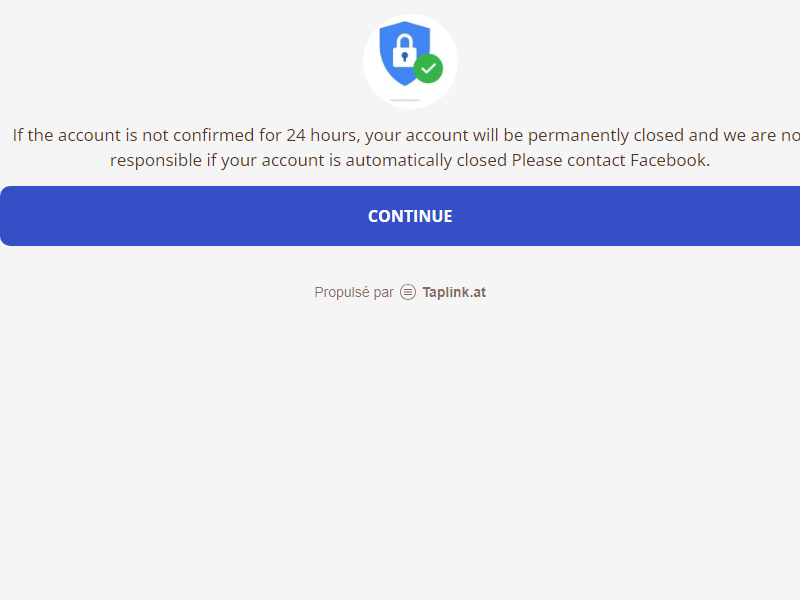 If the account is not confirmed for 24 hours, your account will be permanently closed and we are no
responsible if your account is automatically closed Please contact Facebook.
CONTINUE
Propulsé par Taplink.at